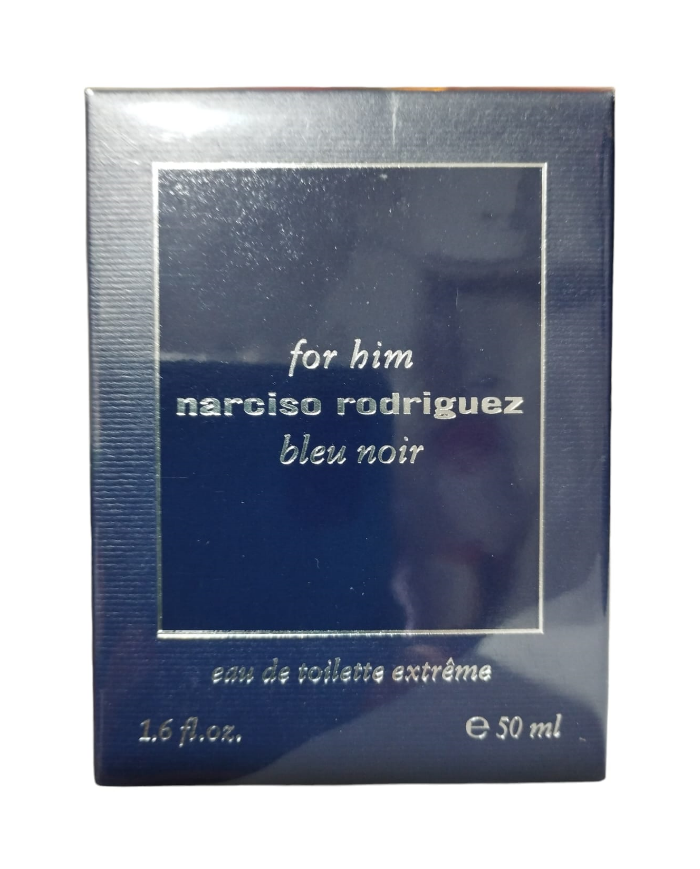 for him
narciso rodriguez
bleu noir
eau de toilette extrême
1.6 fl.oz. ℮ 50 ml